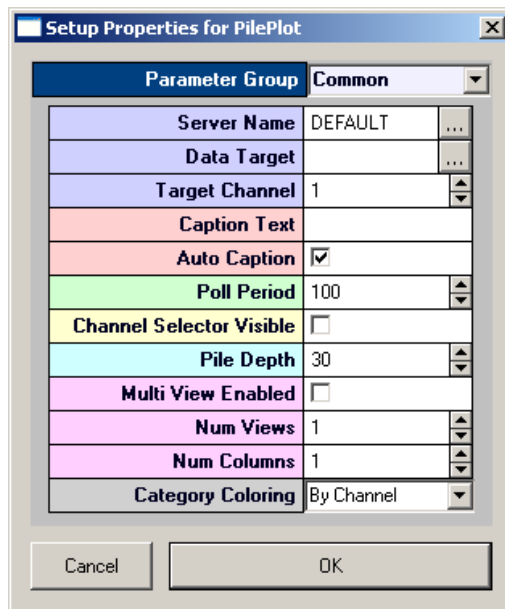 Setup Properties for PilePlot
Parameter Group Common
Server Name DEFAULT ...
Data Target ...
Target Channel 1
Caption Text
Auto Caption
Poll Period 100
Channel Selector Visible
Pile Depth 30
Multi View Enabled
Num Views 1
Num Columns 1
Category Coloring By Channel
Cancel OK